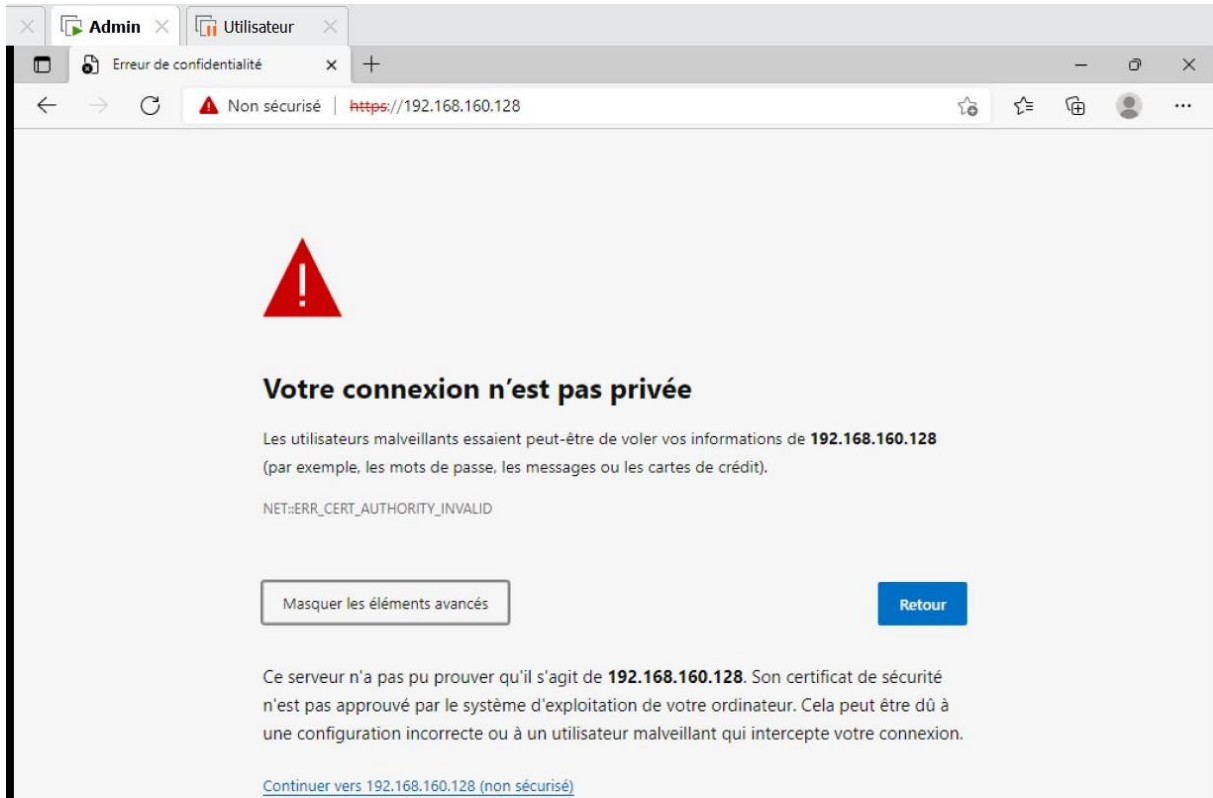 Admin
Utilisateur
Erreur de confidentialité
Non sécurisé | https://192.168.160.128
Votre connexion n'est pas privée
Les utilisateurs malveillants essaient peut-être de voler vos informations de 192.168.160.128
(par exemple, les mots de passe, les messages ou les cartes de crédit).
NET::ERR_CERT_AUTHORITY_INVALID
Masquer les éléments avancés
Retour
Ce serveur n'a pas pu prouver qu'il s'agit de 192.168.160.128. Son certificat de sécurité
n'est pas approuvé par le système d'exploitation de votre ordinateur. Cela peut être dû à
une configuration incorrecte ou à un utilisateur malveillant qui intercepte votre connexion.
Continuer vers 192.168.160.128 (non sécurisé)